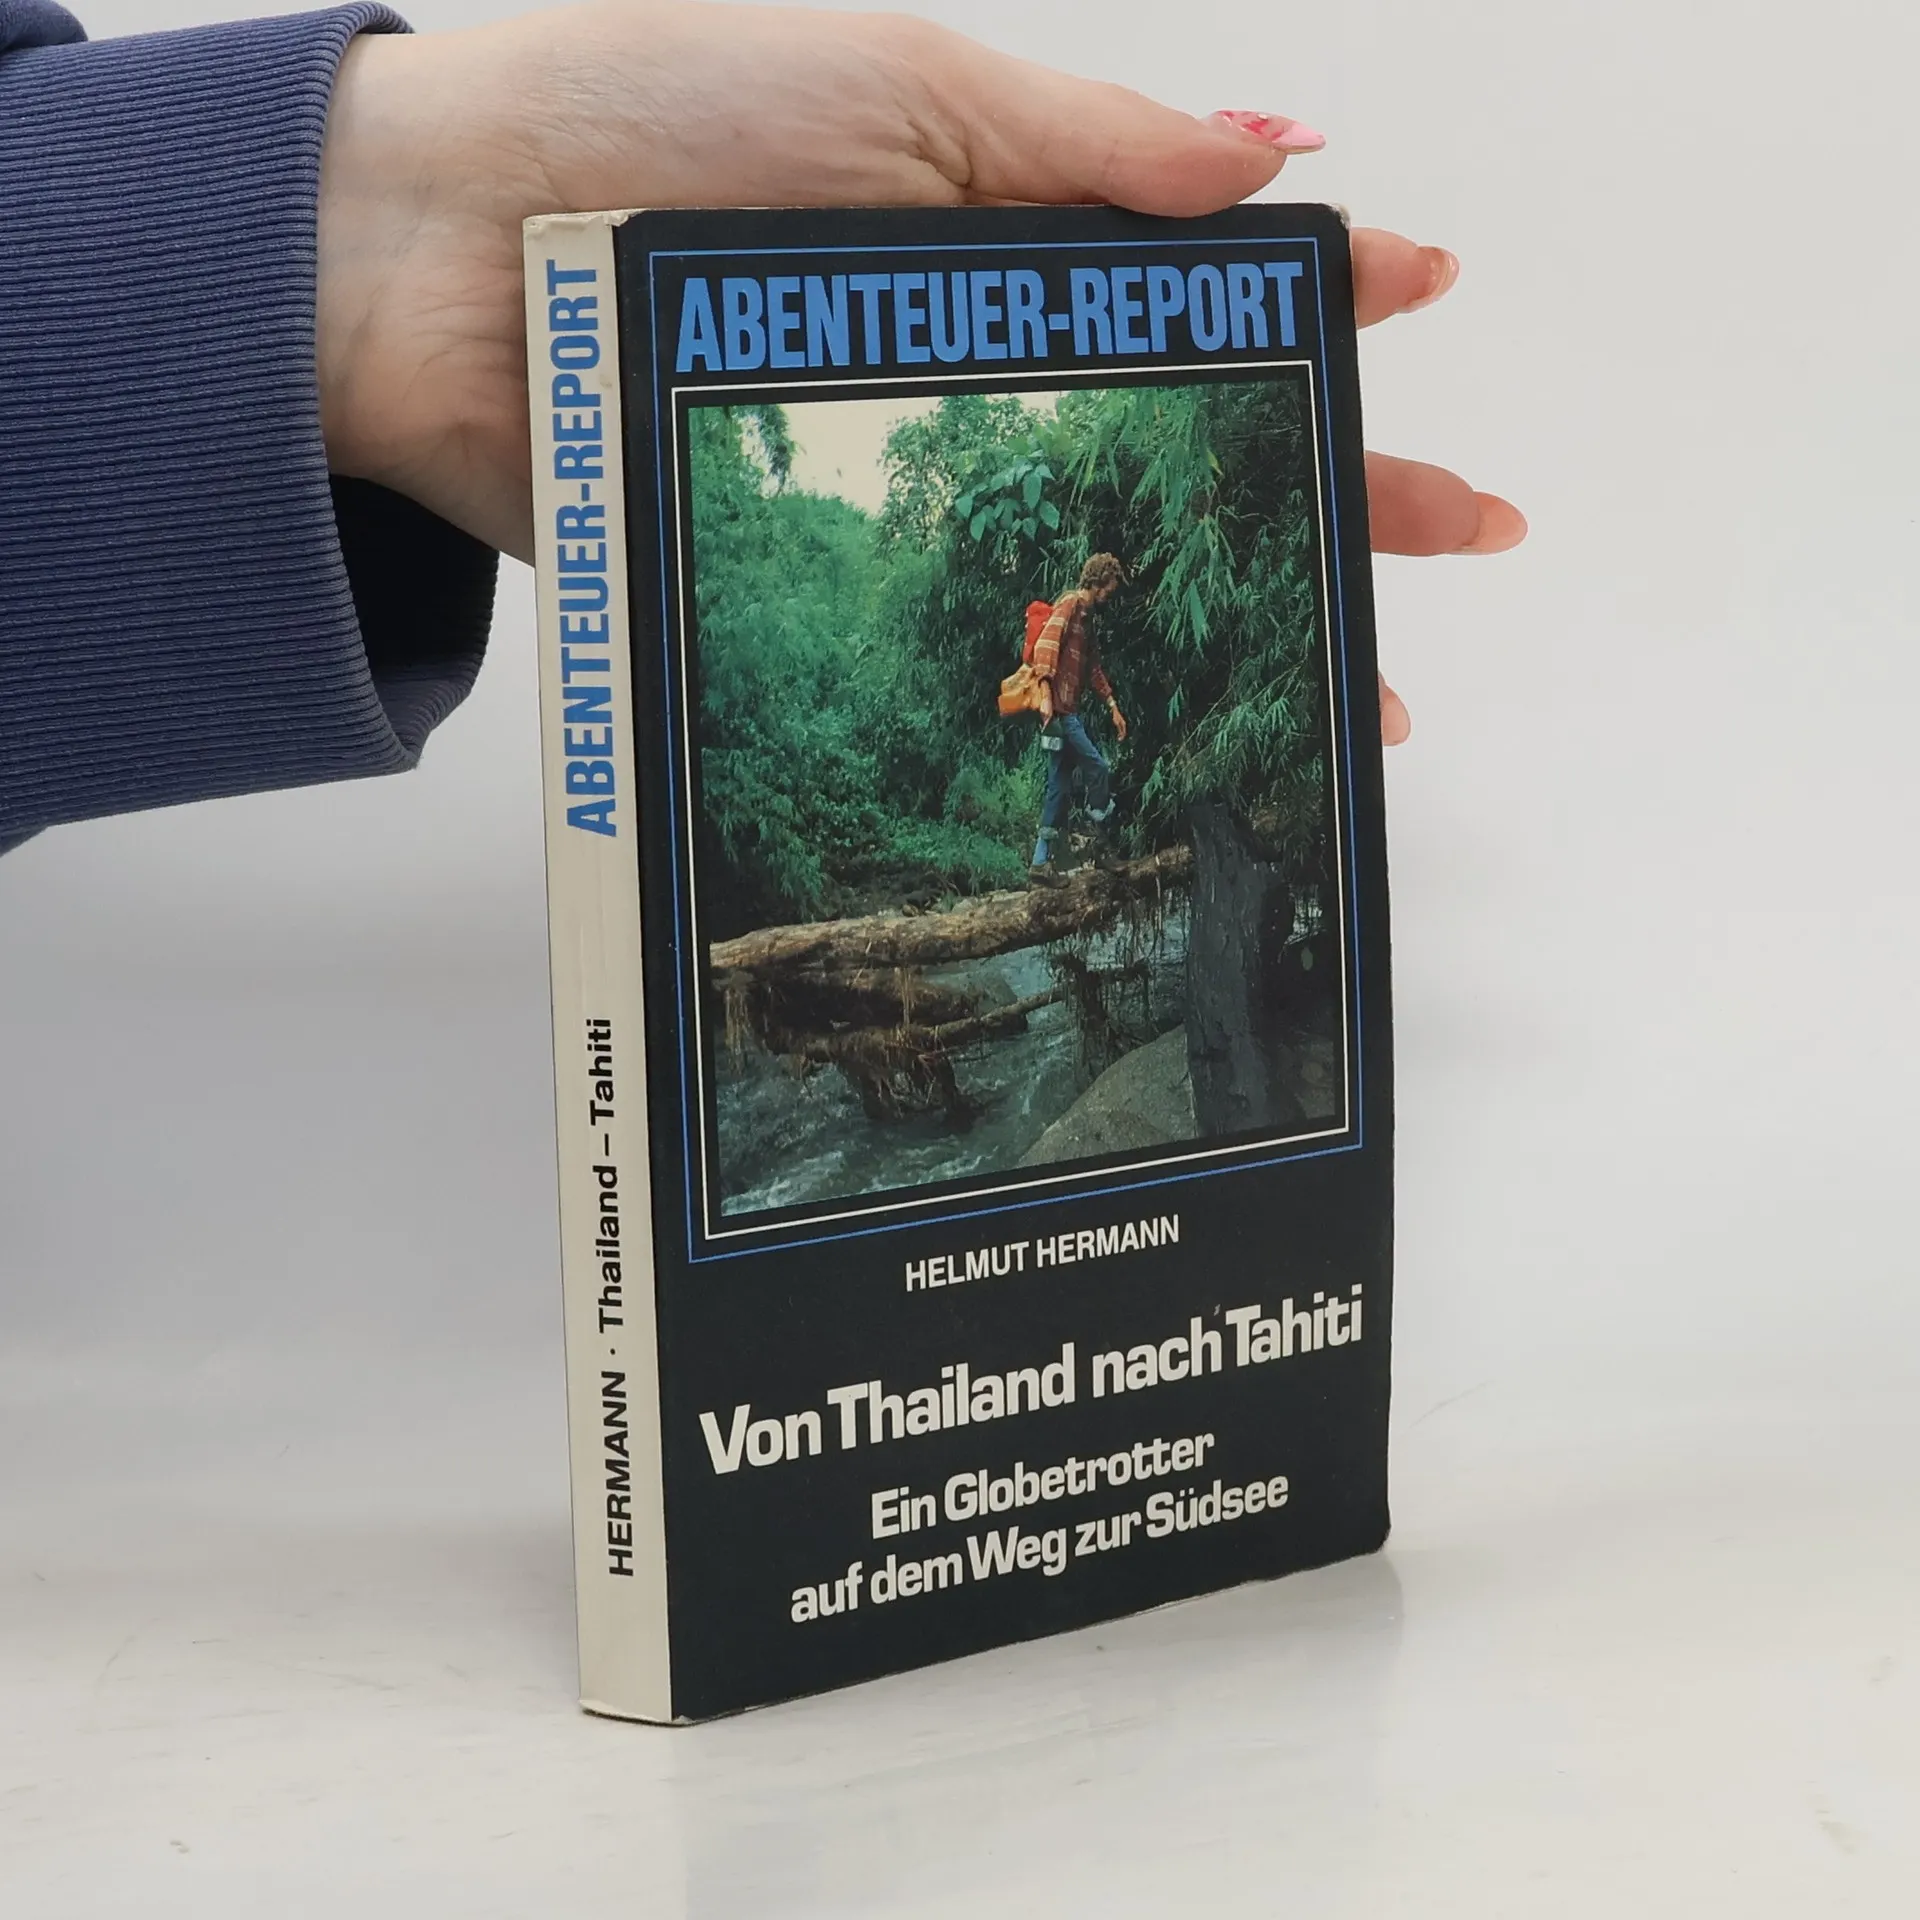 ABENTEUER-REPORT
HERMANN · Thailand – Tahiti
ABENTEUER-REPORT
HELMUT HERMANN
Von Thailand nach Tahiti
Ein Globetrotter
auf dem Weg zur Südsee